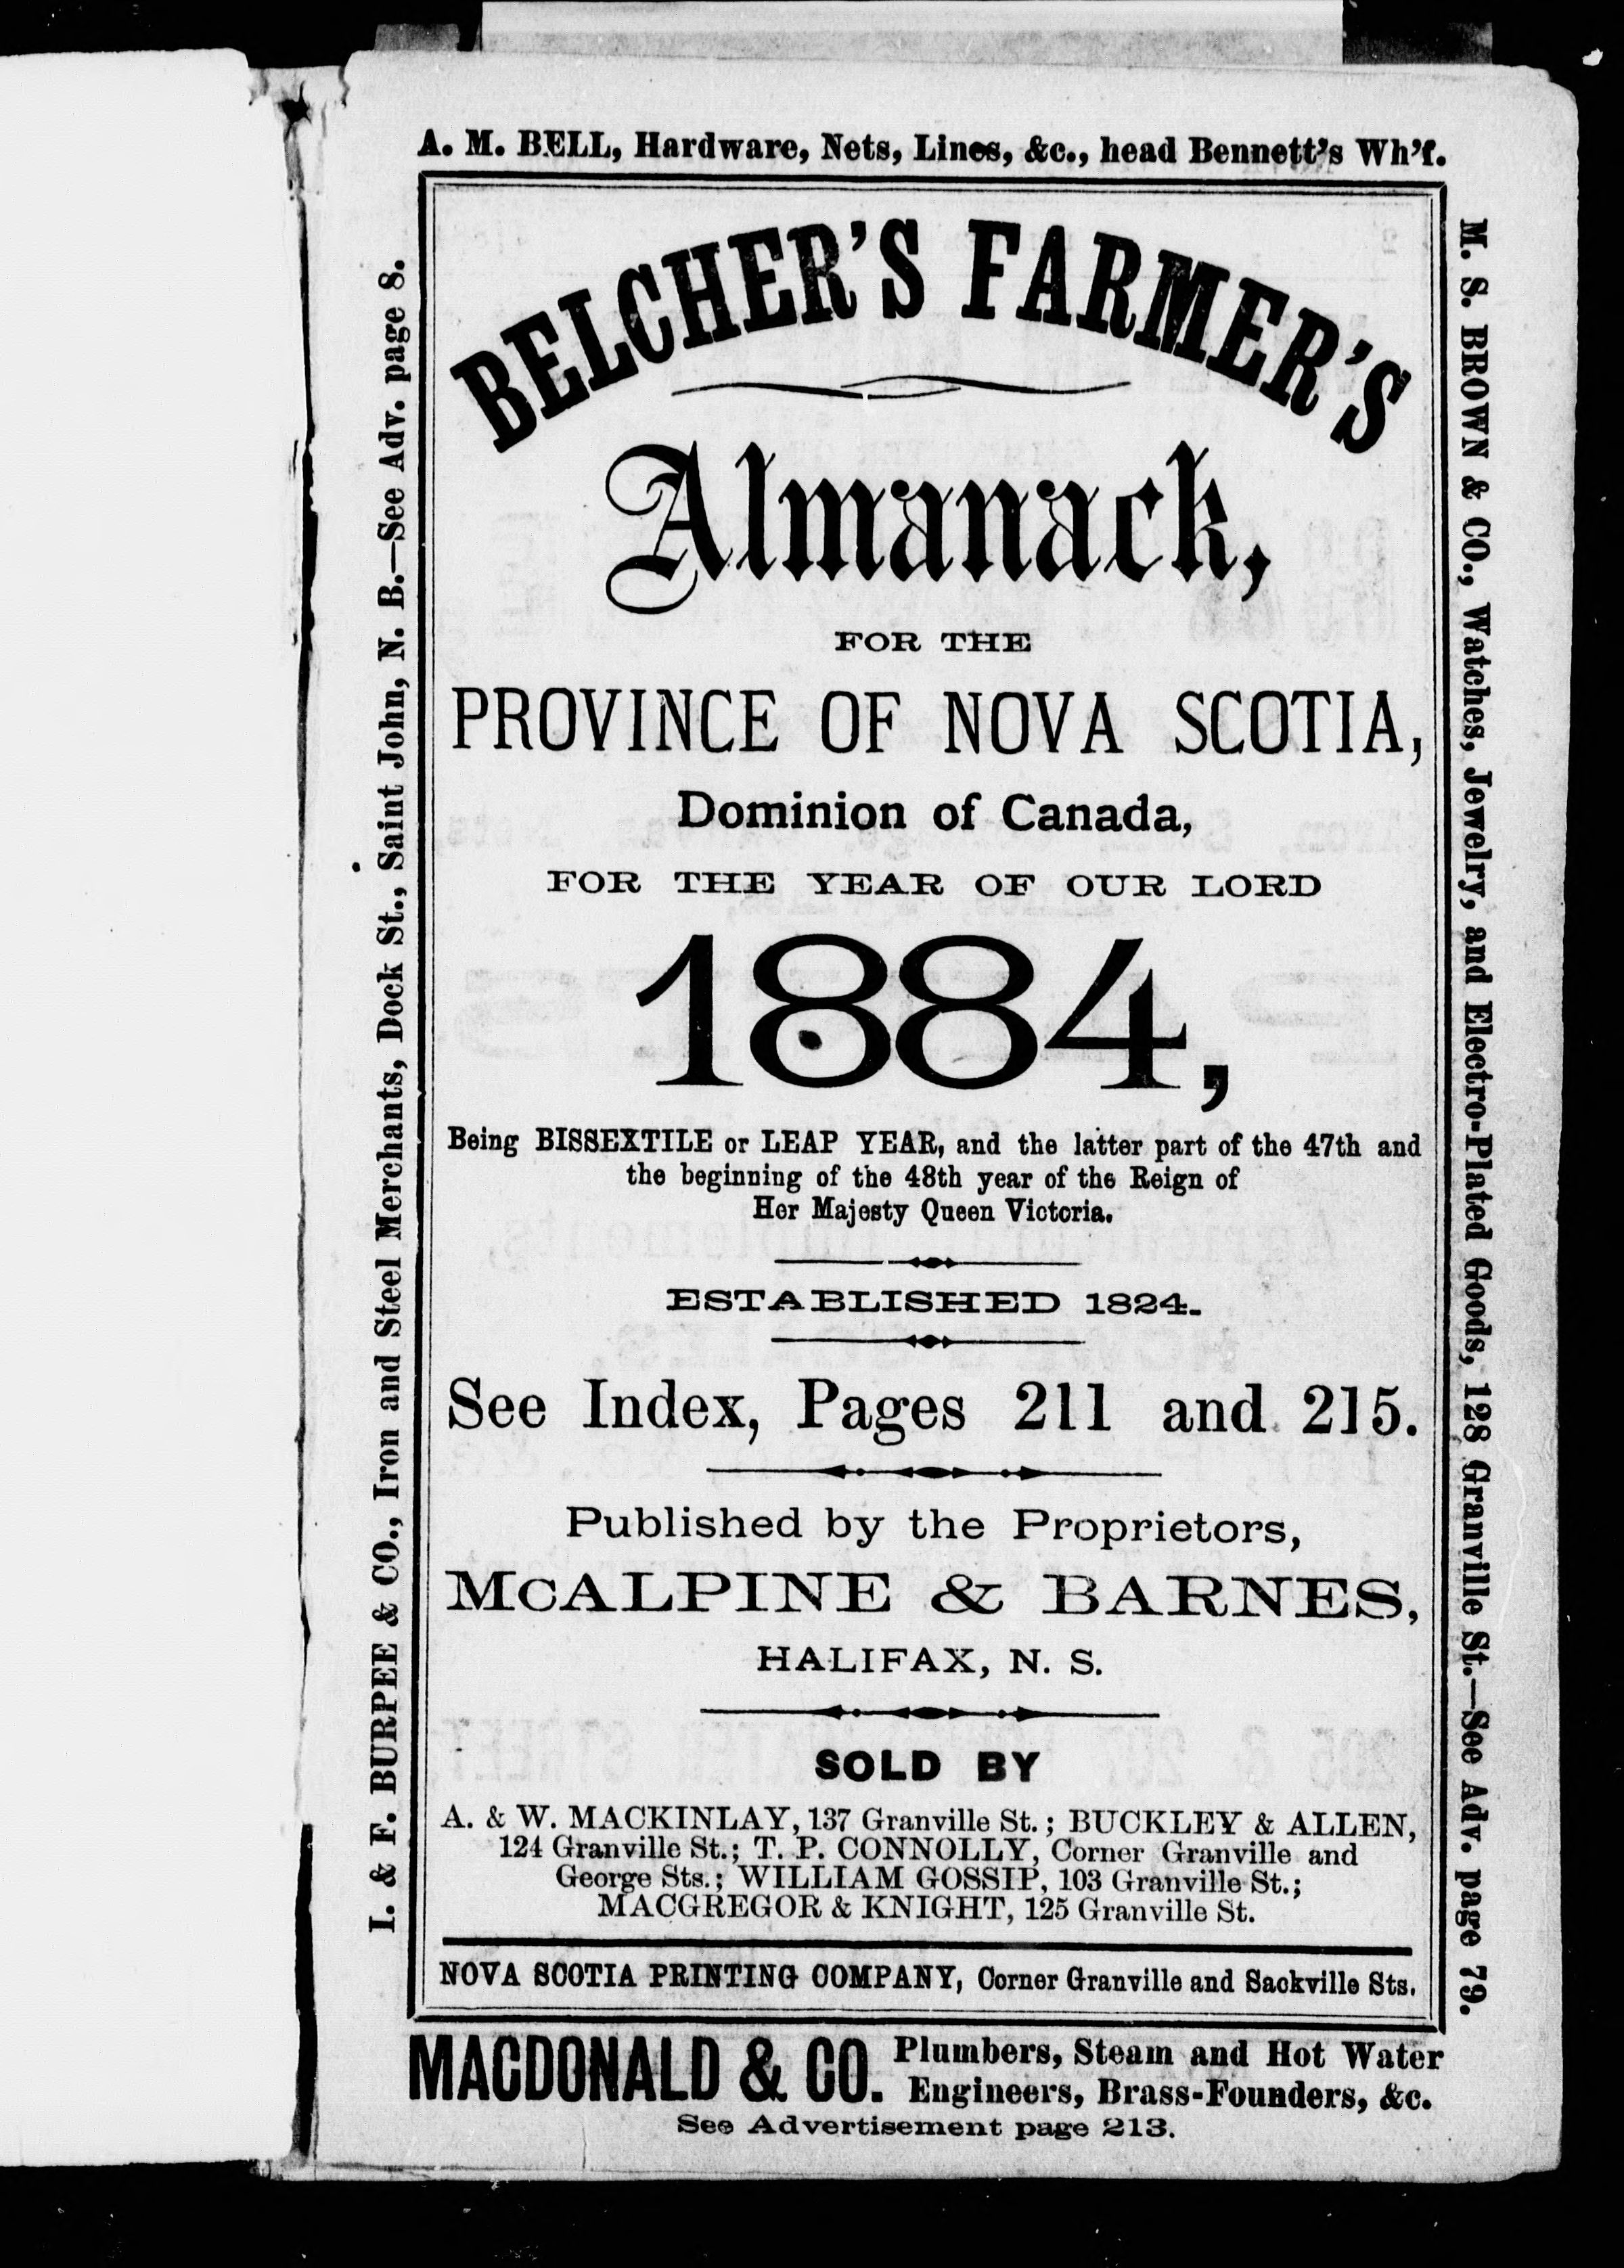 A. M. BELL, Hardware, Nets, Lines, &c., head Bennett's Wh'f.
I. & F. BURPEE & CO., Iron and Steel Merchants, Dock St., Saint John, N. B.—See Adv. page 8.
BELCHER'S FARMER'S
Almanack,
FOR THE
PROVINCE OF NOVA SCOTIA,
Dominion of Canada,
FOR THE YEAR OF OUR LORD
1884,
Being BISSEXTILE or LEAP YEAR, and the latter part of the 47th and
the beginning of the 48th year of the Reign of
Her Majesty Queen Victoria.
ESTABLISHED 1824.
See Index, Pages 211 and 215.
Published by the Proprietors,
McALPINE & BARNES,
HALIFAX, N. S.
SOLD BY
A. & W. MACKINLAY, 137 Granville St.; BUCKLEY & ALLEN,
124 Granville St.; T. P. CONNOLLY, Corner Granville and
George Sts.; WILLIAM GOSSIP, 103 Granville St.;
MACGREGOR & KNIGHT, 125 Granville St.
NOVA SCOTIA PRINTING COMPANY, Corner Granville and Sackville Sts.
M. S. BROWN & CO., Watches, Jewelry, and Electro-Plated Goods, 128 Granville St.—See Adv. page 79.
MACDONALD & CO. Plumbers, Steam and Hot Water
Engineers, Brass-Founders, &c.
See Advertisement page 213.